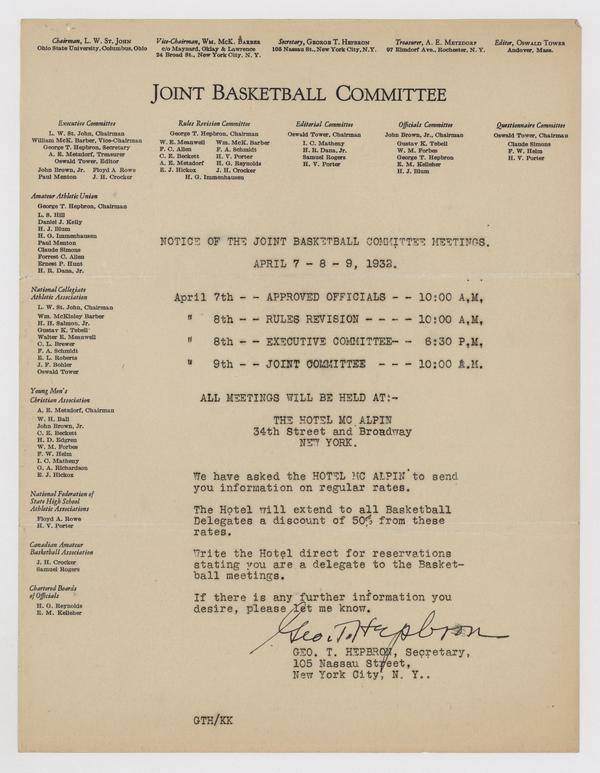 Chairman, L. W. St. John
Ohio State University, Columbus, Ohio
Vice-Chairman, Wm. McK. Barber
c/o Maynard, Oklay & Lawrence
24 Broad St., New York City, N. Y.
Secretary, George T. Hepbron
105 Nassau St., New York City, N.Y.
Treasurer, A. E. Metzdorf
97 Elmdorf Ave., Rochester, N. Y.
Editor, Oswald Tower
Andover, Mass.
Joint Basketball Committee
Executive Committee
L. W. St. John, Chairman
William McK. Barber, Vice-Chairman
George T. Hepbron, Secretary
A. E. Metzdorf, Treasurer
Oswald Tower, Editor
John Brown, Jr. Floyd A Rowe
Paul Menton J. H. Crocker
Rules Revision Committee
George T. Hepbron, Chairman
W. E. Meanwell Wm. McK. Barber
F. C. Allen F. A. Schmidt
C. E. Beckett H. V. Porter
A. E. Metzdorf H. G. Reynolds
E. J. Hickox J. H. Crocker
H. G. Immenhausen
Editorial Committee
Oswald Tower, Chairman
I. C. Matheny
H. R. Dana, Jr.
Samuel Rogers
H. V. Porter
Officials Committee
John Brown, Jr., Chairman
Gustav K. Tebell
W. M. Forbes
George T. Hepbron
E. M. Kelleher
H. J. Blum
Questionnaire Committee
Oswald Tower, Chairman
Claude Simons
F. W. Helm
H. V. Porter
Amateur Athletic Union
George T. Hepbron, Chairman
L. S. Hill
Daniel J. Kelly
H. J. Blum
H. G. Immenhausen
Paul Menton
Claude Simons
Forrest C. Allen
Ernest P. Hunt
H. R. Dana, Jr.
National Collegiate
Athletic Association
L. W. St. John, Chairman
Wm. McKinley Barber
H. H. Salmon, Jr.
Gustav K. Tebell
Walter E. Meanwell
C. L. Brewer
F. A. Schmidt
E. L. Roberts
J. F. Bohler
Oswald Tower
Young Men's
Christian Association
A. E. Metzdorf, Chairman
W. H. Ball
John Brown, Jr.
C. E. Beckett
H. D. Edgren
W. M. Forbes
F. W. Helm
I. C. Matheny
G. A. Richardson
E. J. Hickox
National Federation of
State High School
Athletic Associations
Floyd A. Rowe
H. V. Porter
Canadian Amateur
Basketball Association
J. H. Crocker
Samuel Rogers
Chartered Boards
of Officials
H. G. Reynolds
E. M. Kelleher
NOTICE OF THE JOINT BASKETBALL COMMITTEE MEETINGS.
APRIL 7 - 8 - 9, 1932.
April 7th - - APPROVED OFFICIALS - - 10:00 A.M.
" 8th - - RULES REVISION - - - - 10:00 A.M.
" 8th - - EXECUTIVE COMMITTEE- - 6:30 P.M.
" 9th - - JOINT COMMITTEE - - - 10:00 A.M.
ALL MEETINGS WILL BE HELD AT:-
THE HOTEL MC ALPIN
34th Street and Broadway
NEW YORK.
We have asked the HOTEL MC ALPIN to send
you information on regular rates.
The Hotel will extend to all Basketball
Delegates a discount of 50% from these
rates.
Write the Hotel direct for reservations
stating you are a delegate to the Basket-
ball meetings.
If there is any further information you
desire, please let me know.
Geo. T. Hepbron
GEO. T. HEPBRON, Secretary,
105 Nassau Street,
New York City, N. Y..
GTH/KK